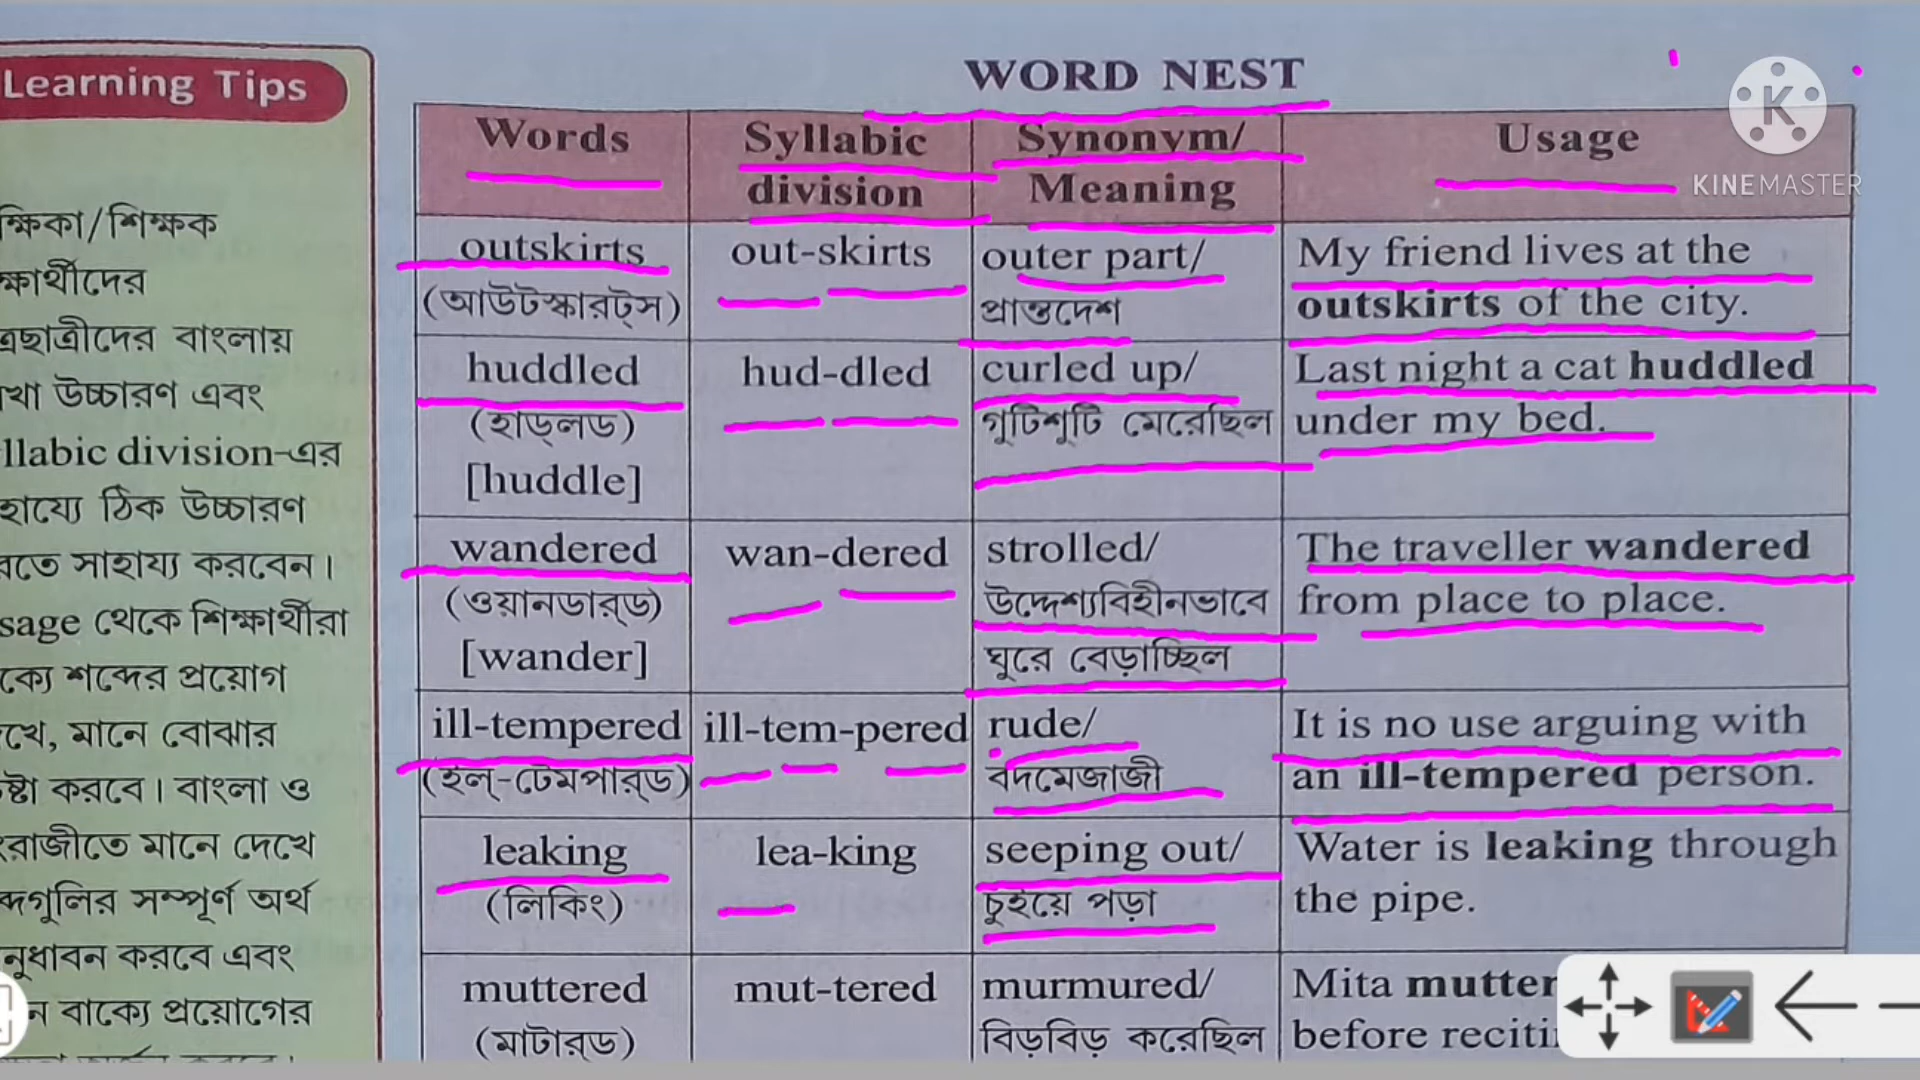 Learning Tips
ক্ষিকা/শিক্ষক
ক্ষার্থীদের
ত্রছাত্রীদের বাংলায়
খা উচ্চারণ এবং
llabic division-এর
হায্যে ঠিক উচ্চারণ
রতে সাহায্য করবেন।
sage থেকে শিক্ষার্থীরা
ক্যে শব্দের প্রয়োগ
খে, মানে বোঝার
ষ্টা করবে। বাংলা ও
ংরাজীতে মানে দেখে
ব্দগুলির সম্পূর্ণ অর্থ
নুধাবন করবে এবং
ন বাক্যে প্রয়োগের
WORD NEST
Words
Syllabic
division
Synonym/
Meaning
Usage
outskirts
(আউটস্কারট্স)
out-skirts
outer part/
প্রান্তদেশ
My friend lives at the
outskirts of the city.
huddled
(হাড্লড)
[huddle]
hud-dled
curled up/
গুটিশুটি মেরেছিল
Last night a cat huddled
under my bed.
wandered
(ওয়ানডার্ড)
[wander]
wan-dered
strolled/
উদ্দেশ্যবিহীনভাবে
ঘুরে বেড়াচ্ছিল
The traveller wandered
from place to place.
ill-tempered
(ইল্-টেমপার্ড)
ill-tem-pered
rude/
বদমেজাজী
It is no use arguing with
an ill-tempered person.
leaking
(লিকিং)
lea-king
seeping out/
চুইয়ে পড়া
Water is leaking through
the pipe.
muttered
(মাটার্ড)
mut-tered
murmured/
বিড়বিড় করেছিল
Mita mutter
before reciti
K
KINEMASTER